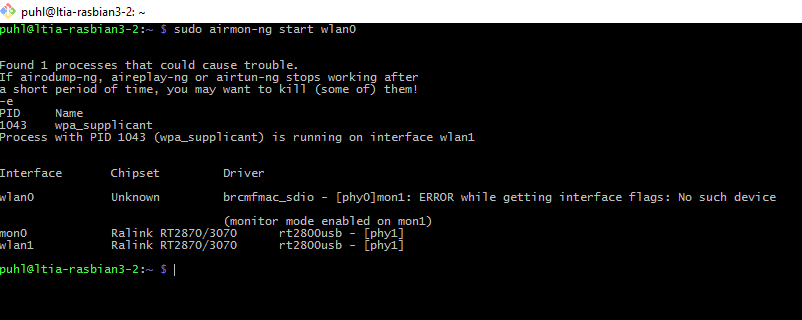 puhl@ltia-rasbian3-2: ~
puhl@ltia-rasbian3-2:~ $ sudo airmon-ng start wlan0
Found 1 processes that could cause trouble.
If airodump-ng, aireplay-ng or airtun-ng stops working after
a short period of time, you may want to kill (some of) them!
-e
PID     Name
1043    wpa_supplicant
Process with PID 1043 (wpa_supplicant) is running on interface wlan1
Interface       Chipset         Driver
wlan0           Unknown         brcmfmac_sdio - [phy0]mon1: ERROR while getting interface flags: No such device
                                (monitor mode enabled on mon1)
mon0            Ralink RT2870/3070      rt2800usb - [phy1]
wlan1           Ralink RT2870/3070      rt2800usb - [phy1]
puhl@ltia-rasbian3-2:~ $